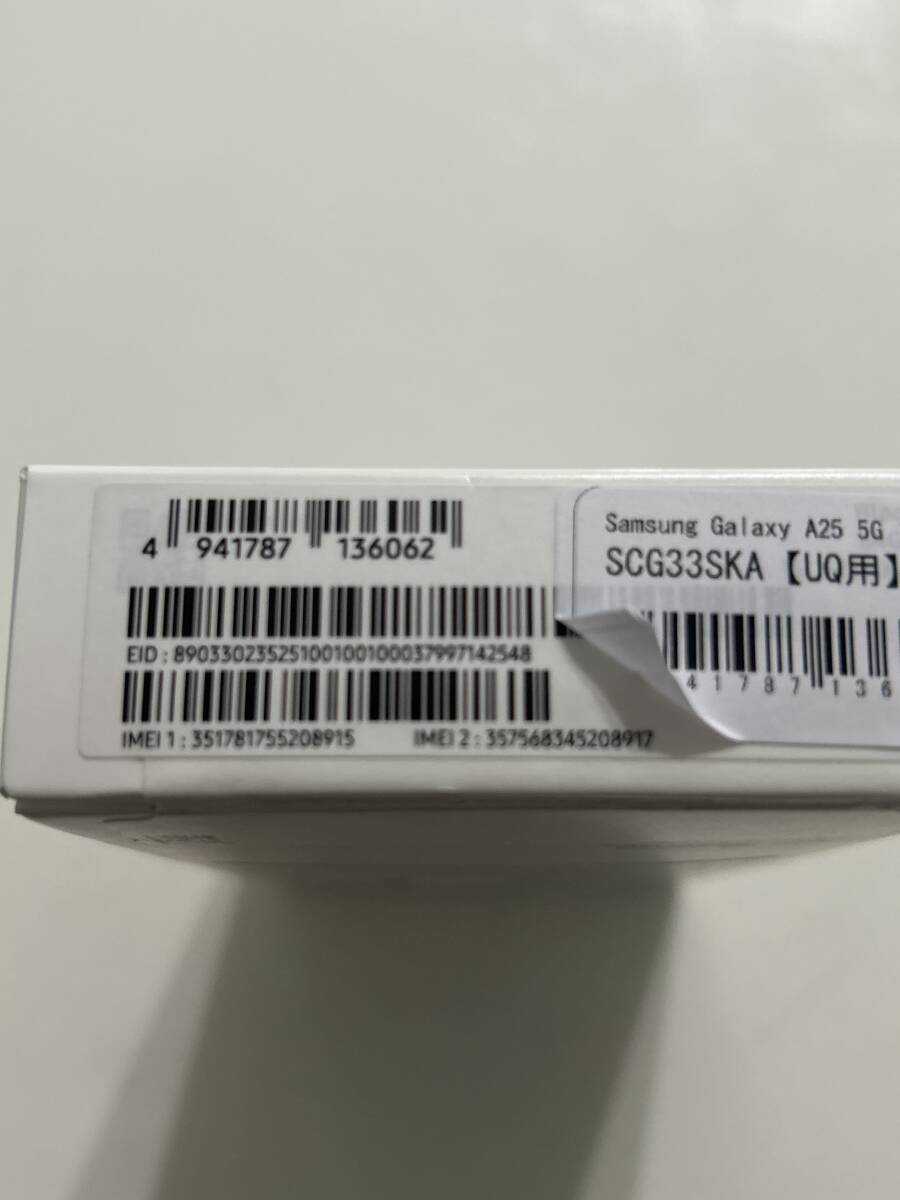 4 941787 136062
EID : 89033023525100100100037997142548
IMEI 1 : 351781755208915 IMEI 2 : 357568345208917
Samsung Galaxy A25 5G
SCG33SKA【UQ用】
41787 136